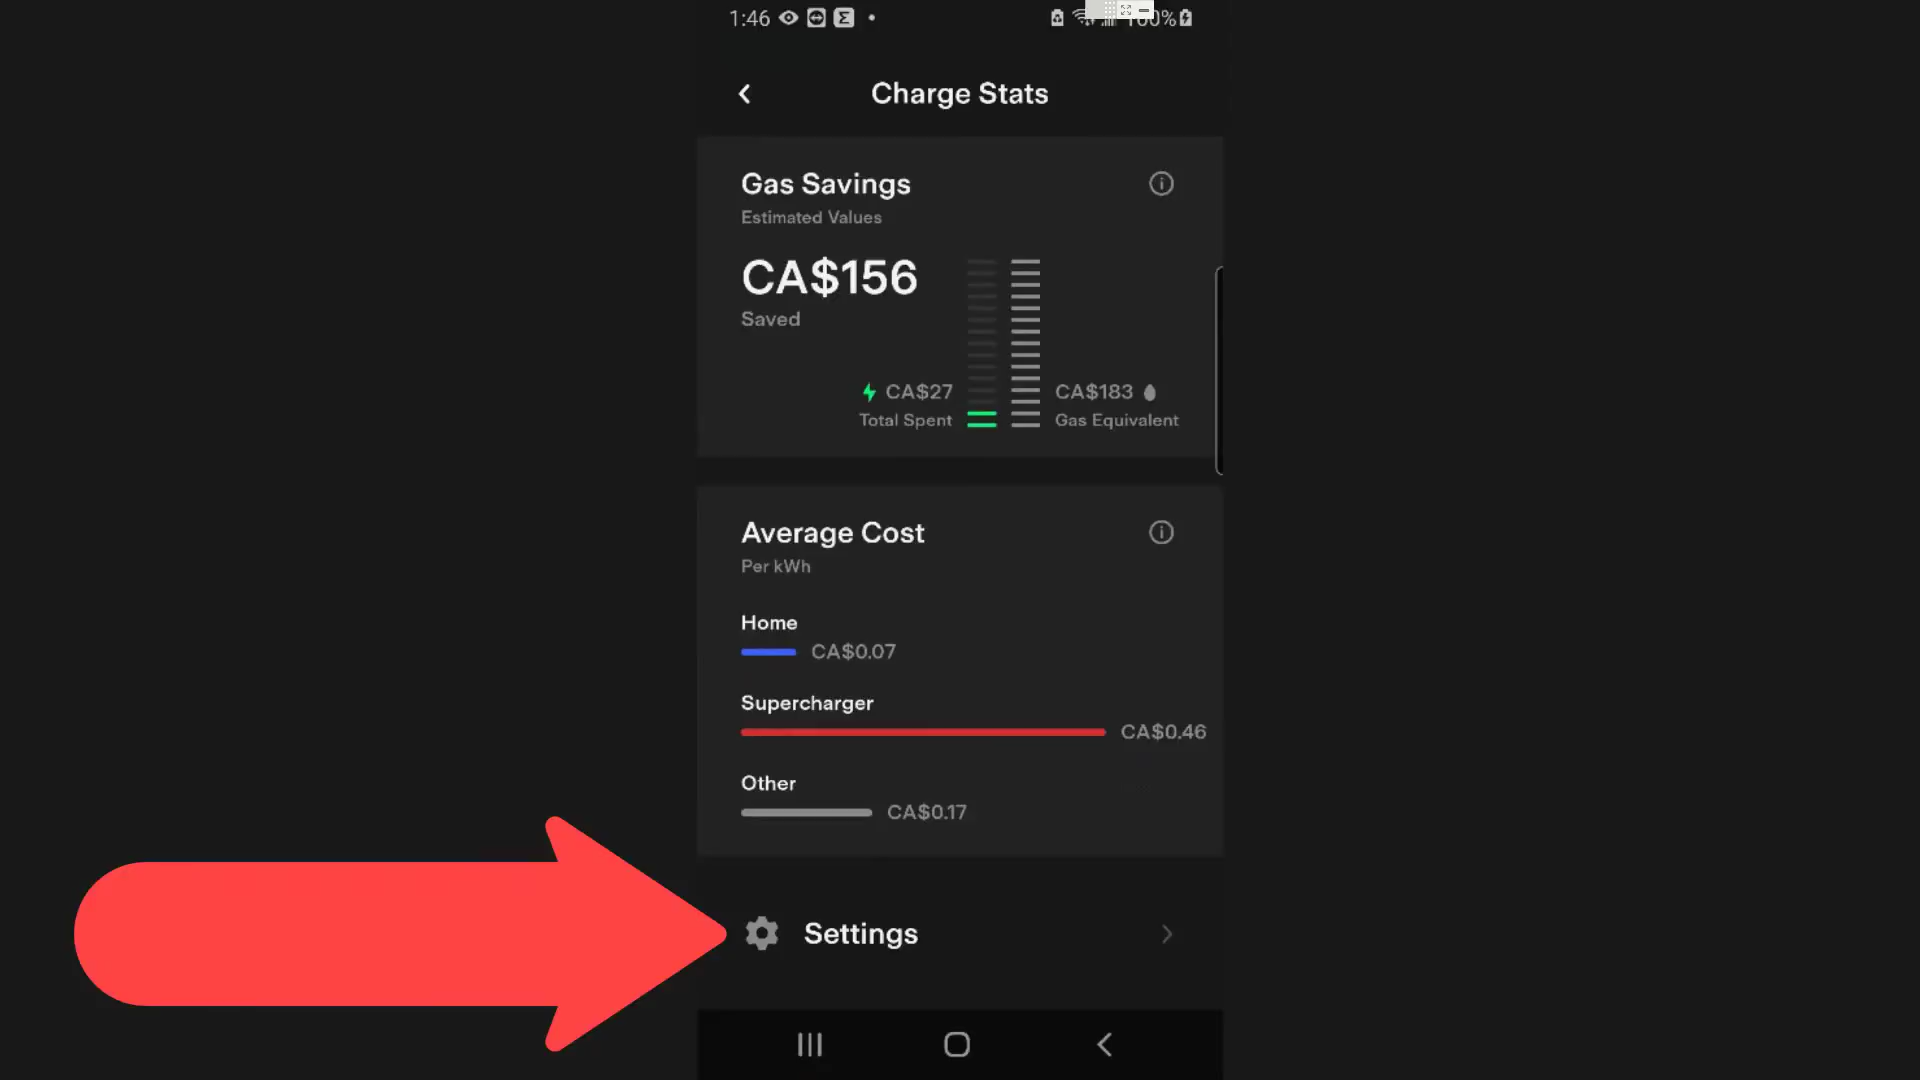 1:46 100%
Charge Stats
Gas Savings
Estimated Values
CA$156
Saved
CA$27
Total Spent
CA$183
Gas Equivalent
Average Cost
Per kWh
Home
CA$0.07
Supercharger
CA$0.46
Other
CA$0.17
Settings